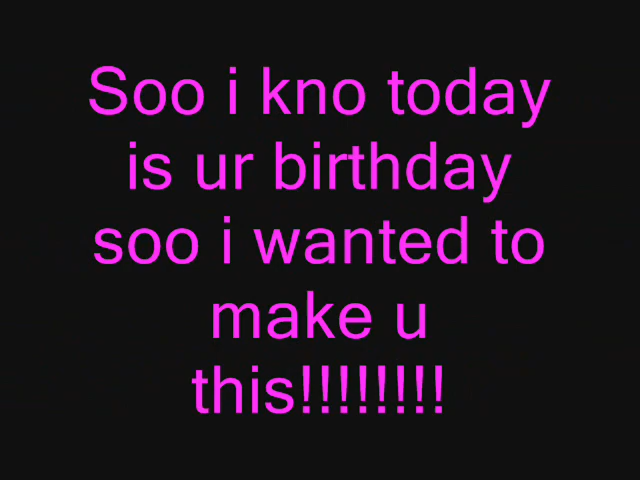 Soo i kno today
is ur birthday
soo i wanted to
make u
this!!!!!!!!